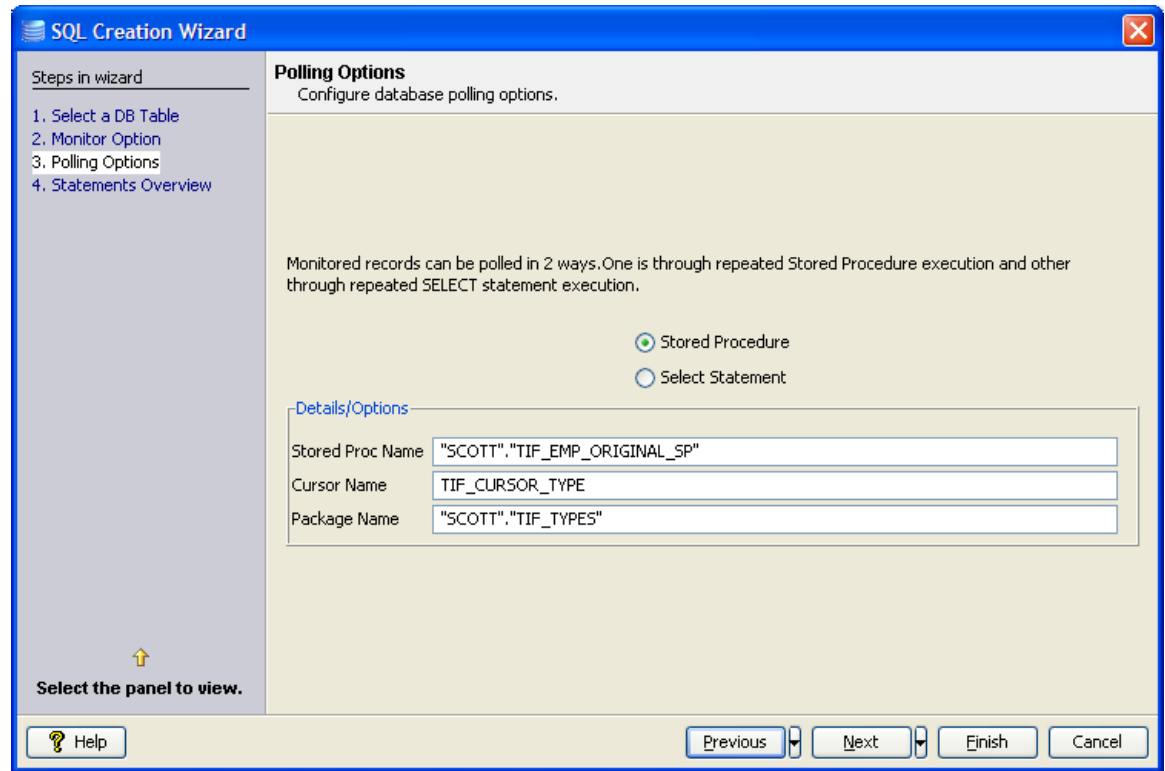 SQL Creation Wizard
Steps in wizard
1. Select a DB Table
2. Monitor Option
3. Polling Options
4. Statements Overview
Select the panel to view.
Polling Options
Configure database polling options.
Monitored records can be polled in 2 ways.One is through repeated Stored Procedure execution and other
through repeated SELECT statement execution.
Stored Procedure
Select Statement
Details/Options
Stored Proc Name "SCOTT"."TIF_EMP_ORIGINAL_SP"
Cursor Name TIF_CURSOR_TYPE
Package Name "SCOTT"."TIF_TYPES"
Help Previous Next Finish Cancel